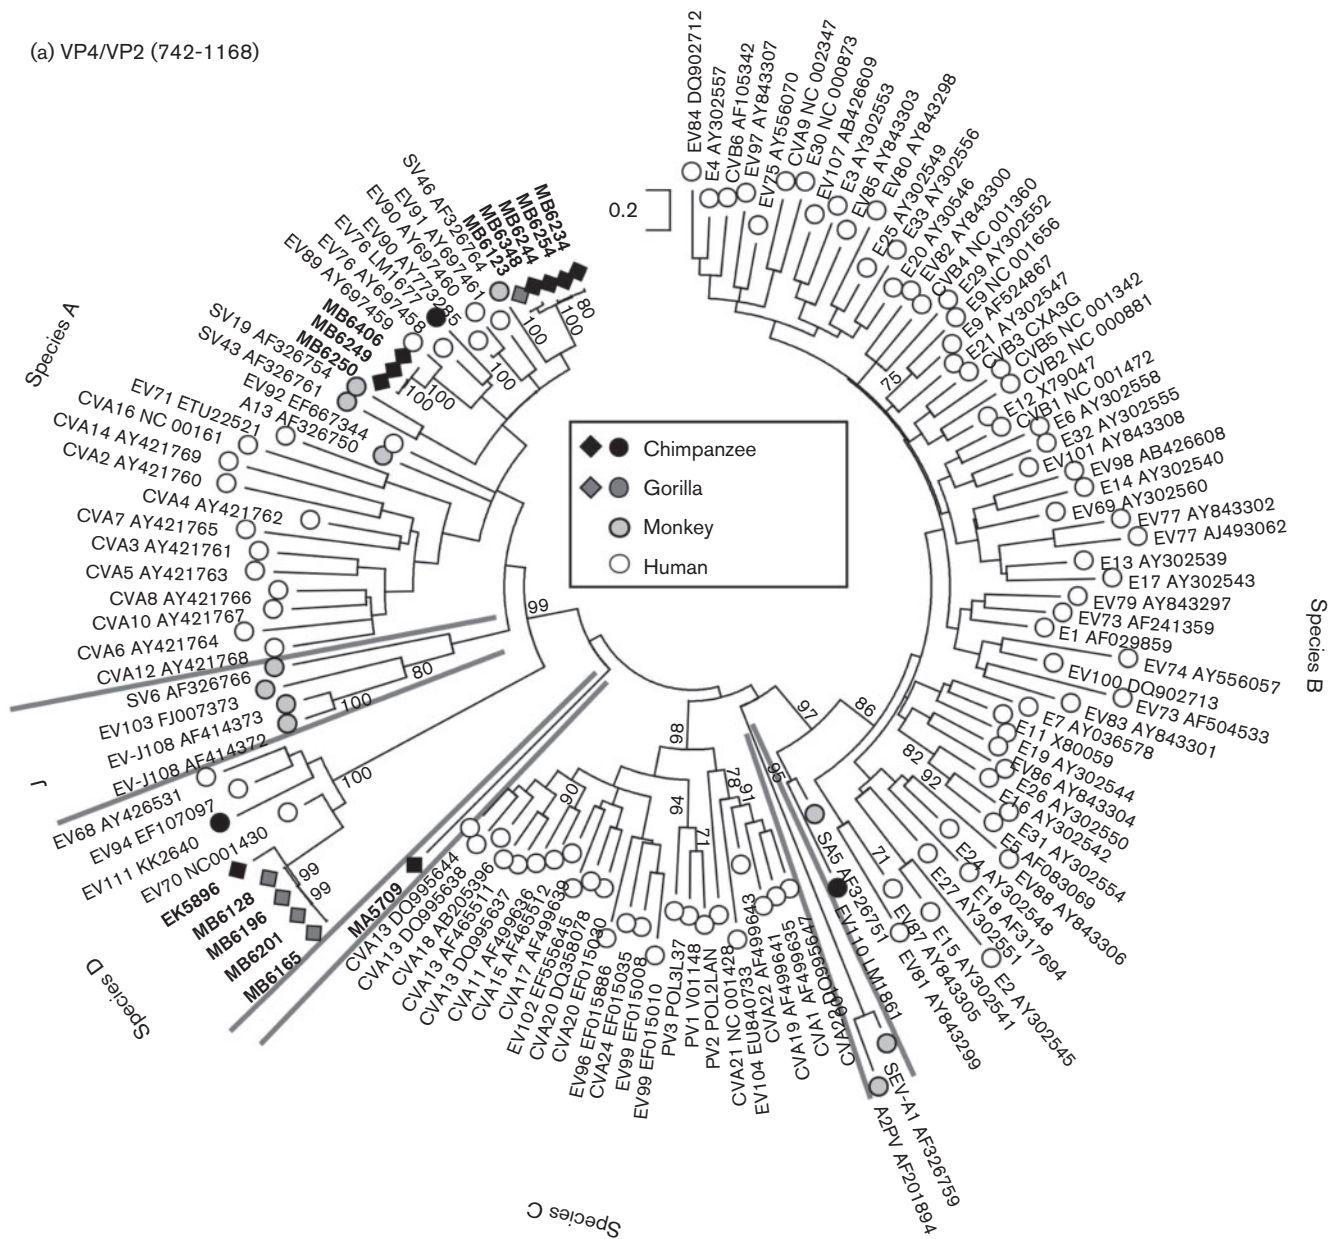 (a) VP4/VP2 (742-1168)
0.2
EV84 DQ902712
E4 AY302557
CVB6 AF105342
EV97 AY843307
EV75 AY556070
CVA9 NC 002347
E30 NC 000873
EV107 AB426609
E3 AY302553
EV85 AY843303
EV80 AY843298
E25 AY302549
E33 AY302556
E20 AY30546
EV82 AY843300
CVB4 NC 001360
E29 AY302552
E9 NC 001656
E9 AF524867
E21 AY302547
CVB3 CXA3G
CVB5 NC 001342
CVB2 NC 000881
E12 X79047
CVB1 NC 001472
E6 AY302558
E32 AY302555
EV101 AY843308
EV98 AB426608
E14 AY302540
EV69 AY302560
EV77 AY843302
EV77 AJ493062
E13 AY302539
E17 AY302543
EV79 AY843297
EV73 AF241359
E1 AF029859
EV74 AY556057
EV100 DQ902713
EV73 AF504533
EV83 AY843301
E7 AY036578
E11 X80059
E19 AY302544
EV86 AY843304
E26 AY302550
E16 AY302542
E31 AY302554
E5 AF083069
EV88 AY843306
E24 AY302548
E18 AF317694
E27 AY302551
E2 AY302545
E15 AY302541
EV87 AY843305
EV81 AY843299
EV110 LM1861
SA5 AF326751
SEV-A1 AF326759
A2PV AF201894
CVA1 AF499635
CVA19 AF499641
CVA22 AF499643
EV104 EU840733
CVA21 NC 001428
PV2 POL2LAN
PV1 V01148
PV3 POL3L37
EV99 EF015010
EV99 EF015008
CVA24 EF015035
EV96 EF015886
CVA20 EF015030
CVA20 DQ358078
EV102 EF555645
CVA17 AF499639
CVA15 AF465512
CVA11 AF499636
CVA13 DQ995637
CVA13 AF465511
CVA18 AB205396
CVA13 DQ995638
CVA13 DQ995644
MA5709
MB6165
MB6201
MB6196
MB6128
EK5896
EV70 NC001430
EV111 KK2640
EV94 EF107097
EV68 AY426531
EV-J108 AF414372
EV-J108 AF414373
EV103 FJ007373
SV6 AF326766
CVA12 AY421768
CVA6 AY421764
CVA10 AY421767
CVA8 AY421766
CVA5 AY421763
CVA3 AY421761
CVA7 AY421765
CVA4 AY421762
CVA2 AY421760
CVA14 AY421769
CVA16 NC 00161
EV71 ETU22521
A13 AF326750
EV92 EF667344
SV43 AF326761
SV19 AF326754
MB6250
MB6249
MB6406
EV89 AY697459
EV76 AY697458
EV76 LM1677
EV90 AY773285
EV90 AY697460
EV91 AY697461
SV46 AF326764
MB6123
MB6348
MB6244
MB6254
MB6234
Species A
Species B
Species C
Species D
J
Chimpanzee
Gorilla
Monkey
Human
80
100
100
100
100
100
75
99
80
100
100
99
99
98
90
94
71
78
91
95
97
86
82
92
71